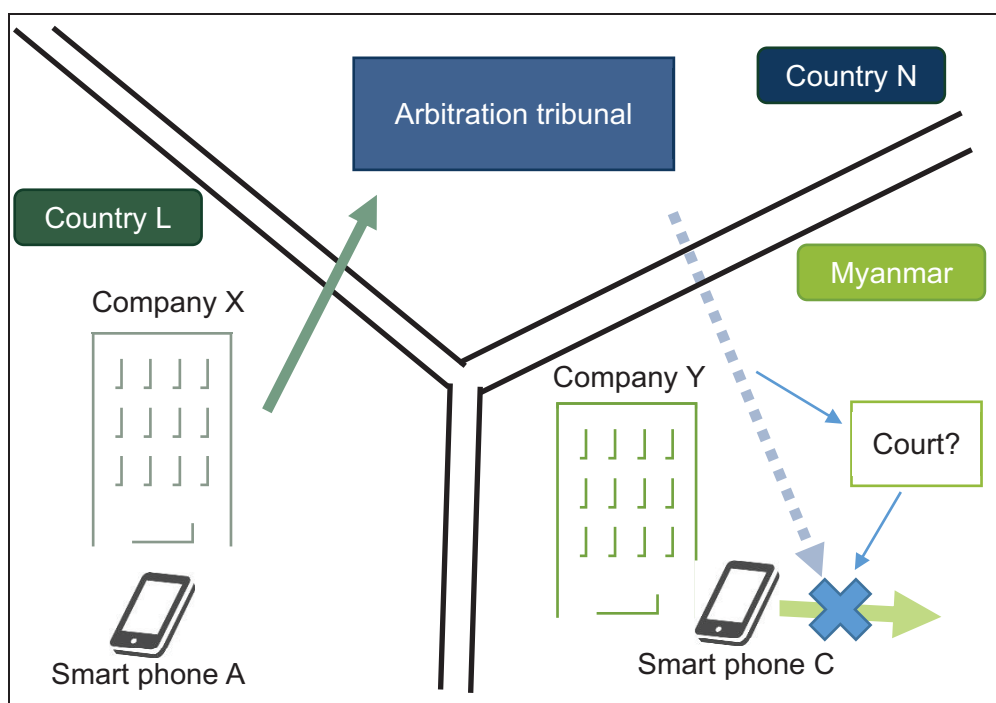 Arbitration tribunal
Country N
Country L
Myanmar
Company X
Company Y
Court?
Smart phone A
Smart phone C